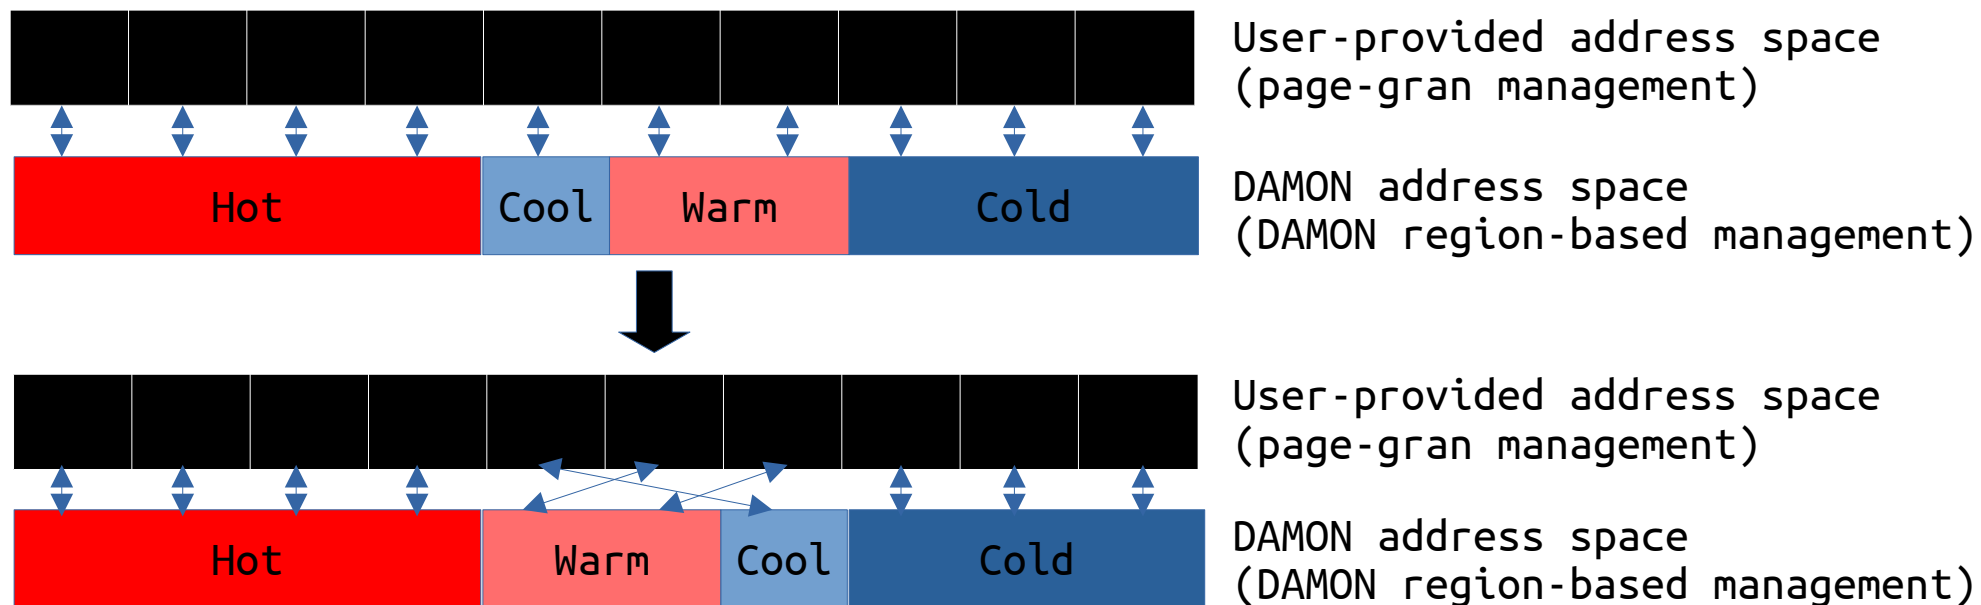 User-provided address space
(page-gran management)
Hot
Cool
Warm
Cold
DAMON address space
(DAMON region-based management)
User-provided address space
(page-gran management)
Hot
Warm
Cool
Cold
DAMON address space
(DAMON region-based management)